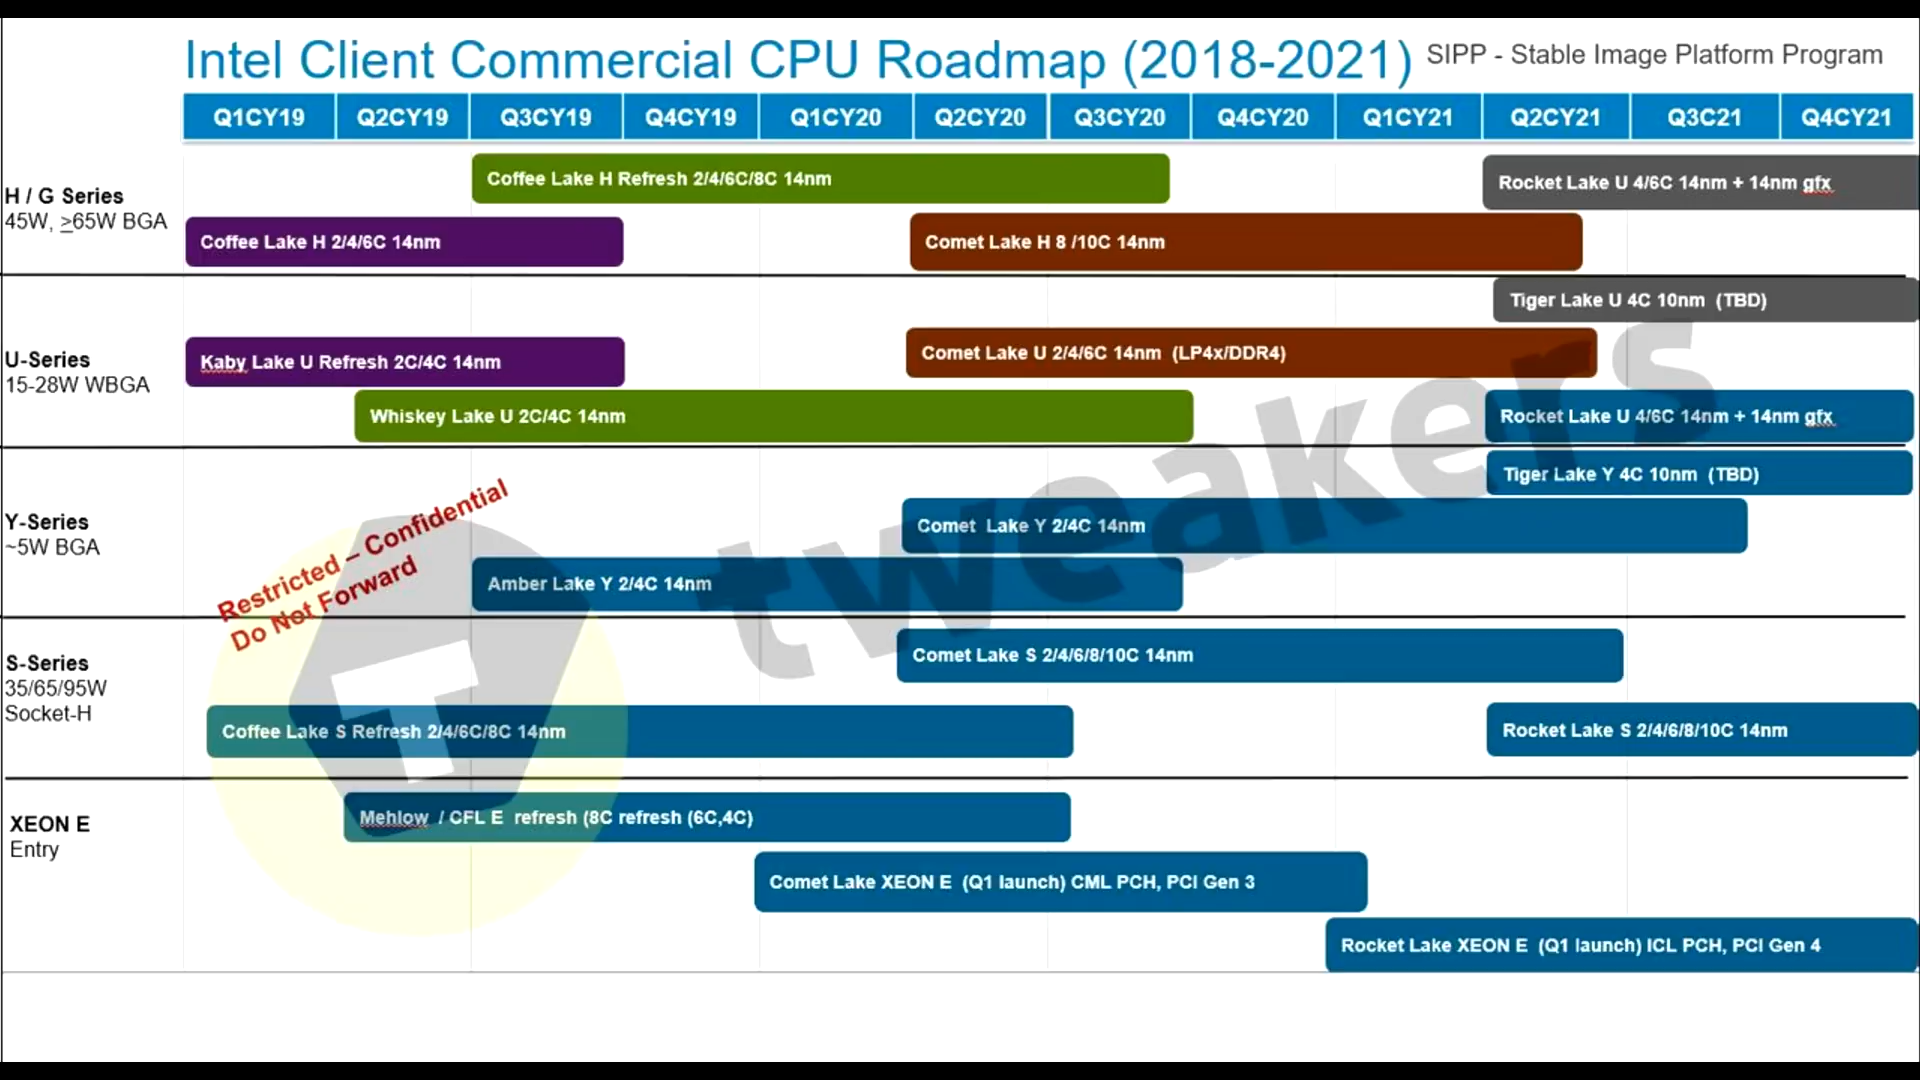 Intel Client Commercial CPU Roadmap (2018-2021) SIPP - Stable Image Platform Program
Q1CY19 Q2CY19 Q3CY19 Q4CY19 Q1CY20 Q2CY20 Q3CY20 Q4CY20 Q1CY21 Q2CY21 Q3C21 Q4CY21
H / G Series
45W, ≥65W BGA
Coffee Lake H Refresh 2/4/6C/8C 14nm
Rocket Lake U 4/6C 14nm + 14nm gfx
Coffee Lake H 2/4/6C 14nm
Comet Lake H 8 /10C 14nm
U-Series
15-28W WBGA
Tiger Lake U 4C 10nm (TBD)
Kaby Lake U Refresh 2C/4C 14nm
Comet Lake U 2/4/6C 14nm (LP4x/DDR4)
Whiskey Lake U 2C/4C 14nm
Rocket Lake U 4/6C 14nm + 14nm gfx
Y-Series
~5W BGA
Tiger Lake Y 4C 10nm (TBD)
Comet Lake Y 2/4C 14nm
Amber Lake Y 2/4C 14nm
Restricted – Confidential
Do Not Forward
tweakers
S-Series
35/65/95W
Socket-H
Comet Lake S 2/4/6/8/10C 14nm
Coffee Lake S Refresh 2/4/6C/8C 14nm
Rocket Lake S 2/4/6/8/10C 14nm
XEON E
Entry
Mehlow / CFL E refresh (8C refresh (6C,4C)
Comet Lake XEON E (Q1 launch) CML PCH, PCI Gen 3
Rocket Lake XEON E (Q1 launch) ICL PCH, PCI Gen 4